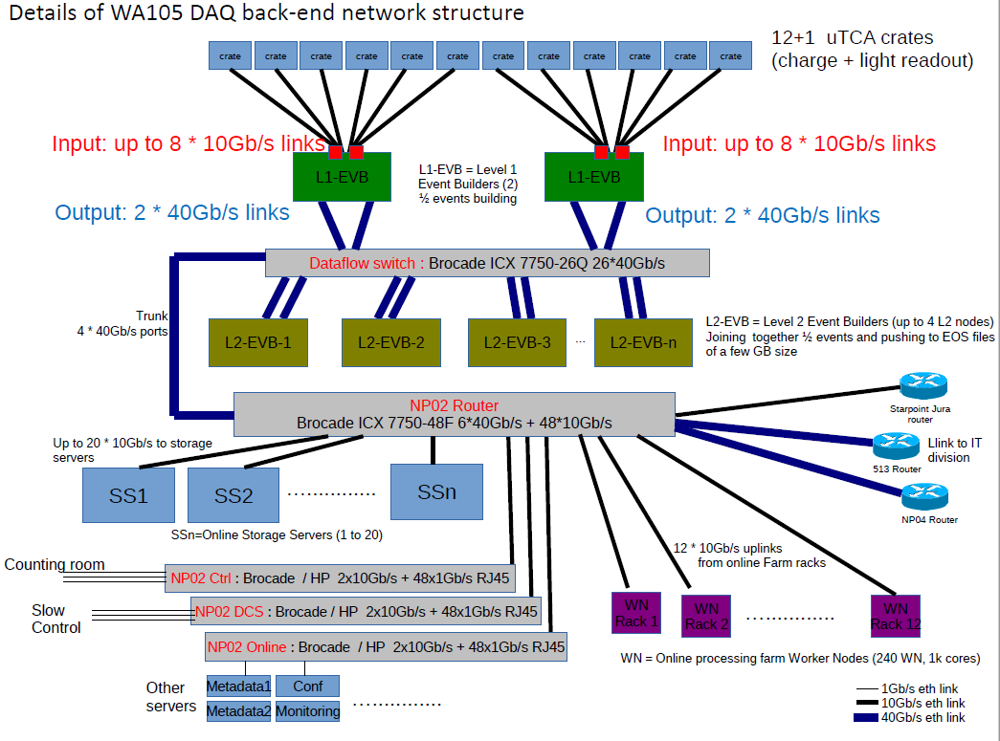 Details of WA105 DAQ back-end network structure
crate crate crate crate crate crate crate crate crate crate crate crate
12+1 uTCA crates
(charge + light readout)
Input: up to 8 * 10Gb/s links
Input: up to 8 * 10Gb/s links
L1-EVB
L1-EVB = Level 1
Event Builders (2)
½ events building
L1-EVB
Output: 2 * 40Gb/s links
Output: 2 * 40Gb/s links
Dataflow switch : Brocade ICX 7750-26Q 26*40Gb/s
Trunk
4 * 40Gb/s ports
L2-EVB-1
L2-EVB-2
L2-EVB-3
...
L2-EVB-n
L2-EVB = Level 2 Event Builders (up to 4 L2 nodes)
Joining together ½ events and pushing to EOS files
of a few GB size
NP02 Router
Brocade ICX 7750-48F 6*40Gb/s + 48*10Gb/s
Starpoint Jura
router
513 Router
Llink to IT
division
NP04 Router
Up to 20 * 10Gb/s to storage
servers
SS1
SS2
...............
SSn
SSn=Online Storage Servers (1 to 20)
12 * 10Gb/s uplinks
from online Farm racks
Counting room
NP02 Ctrl : Brocade / HP 2x10Gb/s + 48x1Gb/s RJ45
Slow
Control
NP02 DCS : Brocade / HP 2x10Gb/s + 48x1Gb/s RJ45
NP02 Online : Brocade / HP 2x10Gb/s + 48x1Gb/s RJ45
WN
Rack 1
WN
Rack 2
...............
WN
Rack 12
WN = Online processing farm Worker Nodes (240 WN, 1k cores)
Other
servers
Metadata1
Conf
Metadata2
Monitoring
...............
1Gb/s eth link
10Gb/s eth link
40Gb/s eth link